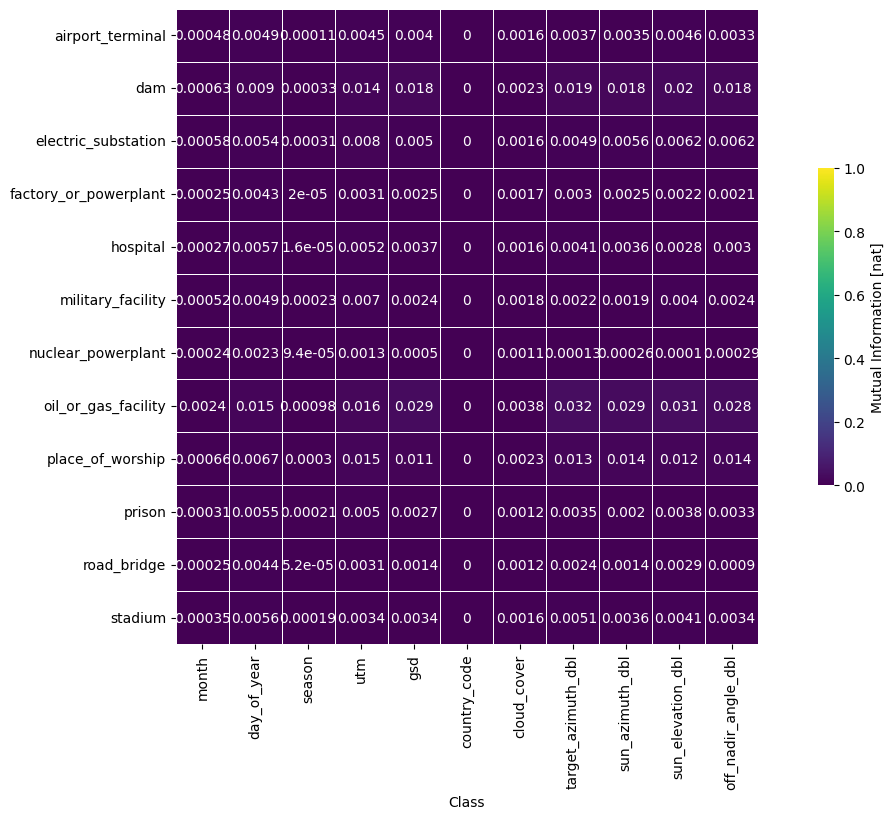 airport_terminal 0.00048 0.0049 0.00011 0.0045 0.004 0 0.0016 0.0037 0.0035 0.0046 0.0033
dam 0.00063 0.009 0.00033 0.014 0.018 0 0.0023 0.019 0.018 0.02 0.018
electric_substation 0.00058 0.0054 0.00031 0.008 0.005 0 0.0016 0.0049 0.0056 0.0062 0.0062
factory_or_powerplant 0.00025 0.0043 2e-05 0.0031 0.0025 0 0.0017 0.003 0.0025 0.0022 0.0021
hospital 0.00027 0.0057 1.6e-05 0.0052 0.0037 0 0.0016 0.0041 0.0036 0.0028 0.003
military_facility 0.00052 0.0049 0.00023 0.007 0.0024 0 0.0018 0.0022 0.0019 0.004 0.0024
nuclear_powerplant 0.00024 0.0023 9.4e-05 0.0013 0.0005 0 0.0011 0.00013 0.00026 0.0001 0.00029
oil_or_gas_facility 0.0024 0.015 0.00098 0.016 0.029 0 0.0038 0.032 0.029 0.031 0.028
place_of_worship 0.00066 0.0067 0.0003 0.015 0.011 0 0.0023 0.013 0.014 0.012 0.014
prison 0.00031 0.0055 0.00021 0.005 0.0027 0 0.0012 0.0035 0.002 0.0038 0.0033
road_bridge 0.00025 0.0044 5.2e-05 0.0031 0.0014 0 0.0012 0.0024 0.0014 0.0029 0.0009
stadium 0.00035 0.0056 0.00019 0.0034 0.0034 0 0.0016 0.0051 0.0036 0.0041 0.0034
month
day_of_year
season
utm
gsd
country_code
cloud_cover
target_azimuth_dbl
sun_azimuth_dbl
sun_elevation_dbl
off_nadir_angle_dbl
Class
1.0
0.8
0.6
0.4
0.2
0.0
Mutual Information [nat]